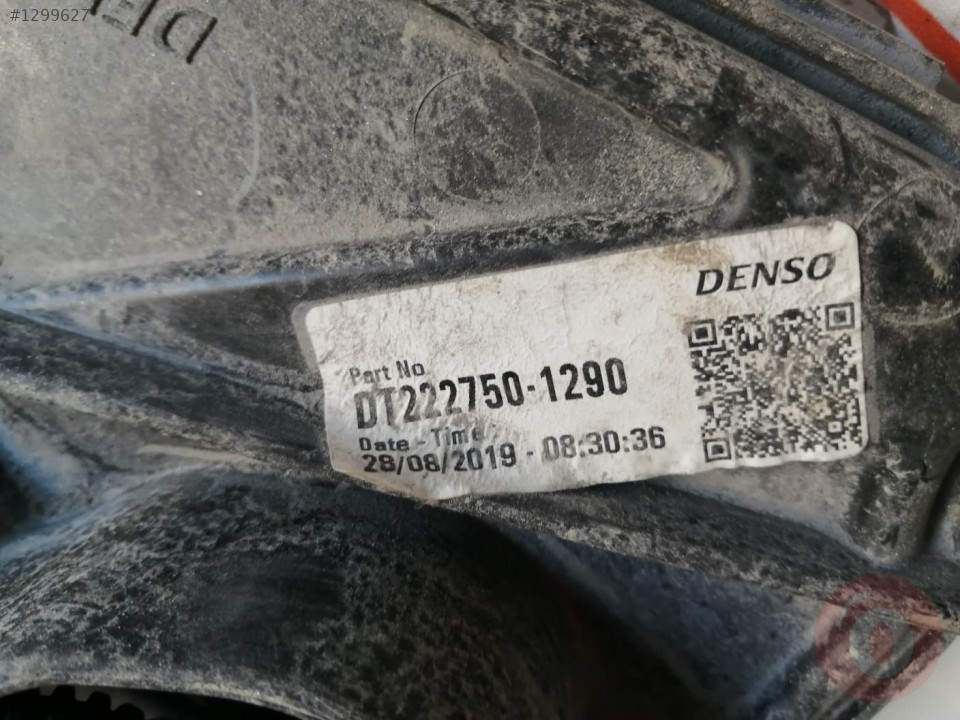 #1299627
DENSO
Part No
DT222750-1290
Date - Time
28/08/2019 - 08:30:36